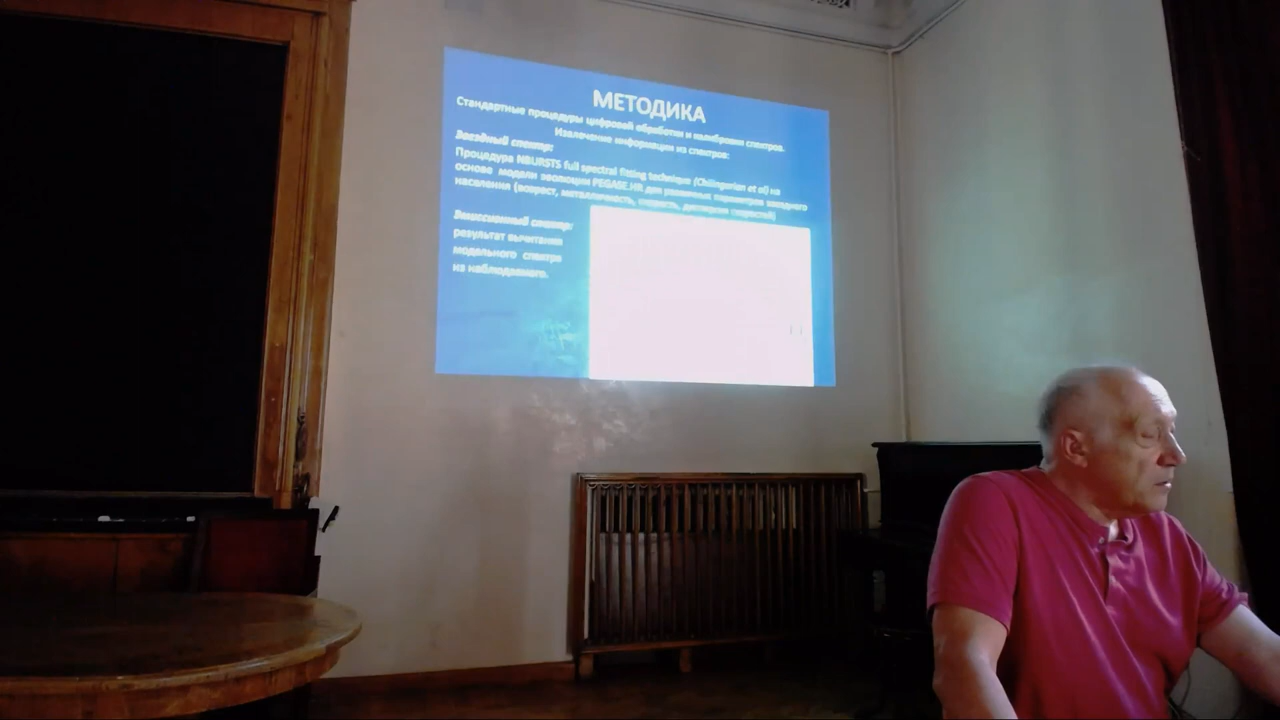 МЕТОДИКА
Стандартные процедуры цифровой обработки и калибровки спектров.
Извлечение информации из спектров:
Звездный спектр:
Процедура NBURSTS full spectral fitting technique (Chilingarian et al) на
основе модели эволюции PEGASE.HR для различных параметров звездного
населения (возраст, металличность, скорость, дисперсия скоростей)
Эмиссионный спектр:
результат вычитания
модельного спектра
из наблюдаемого.